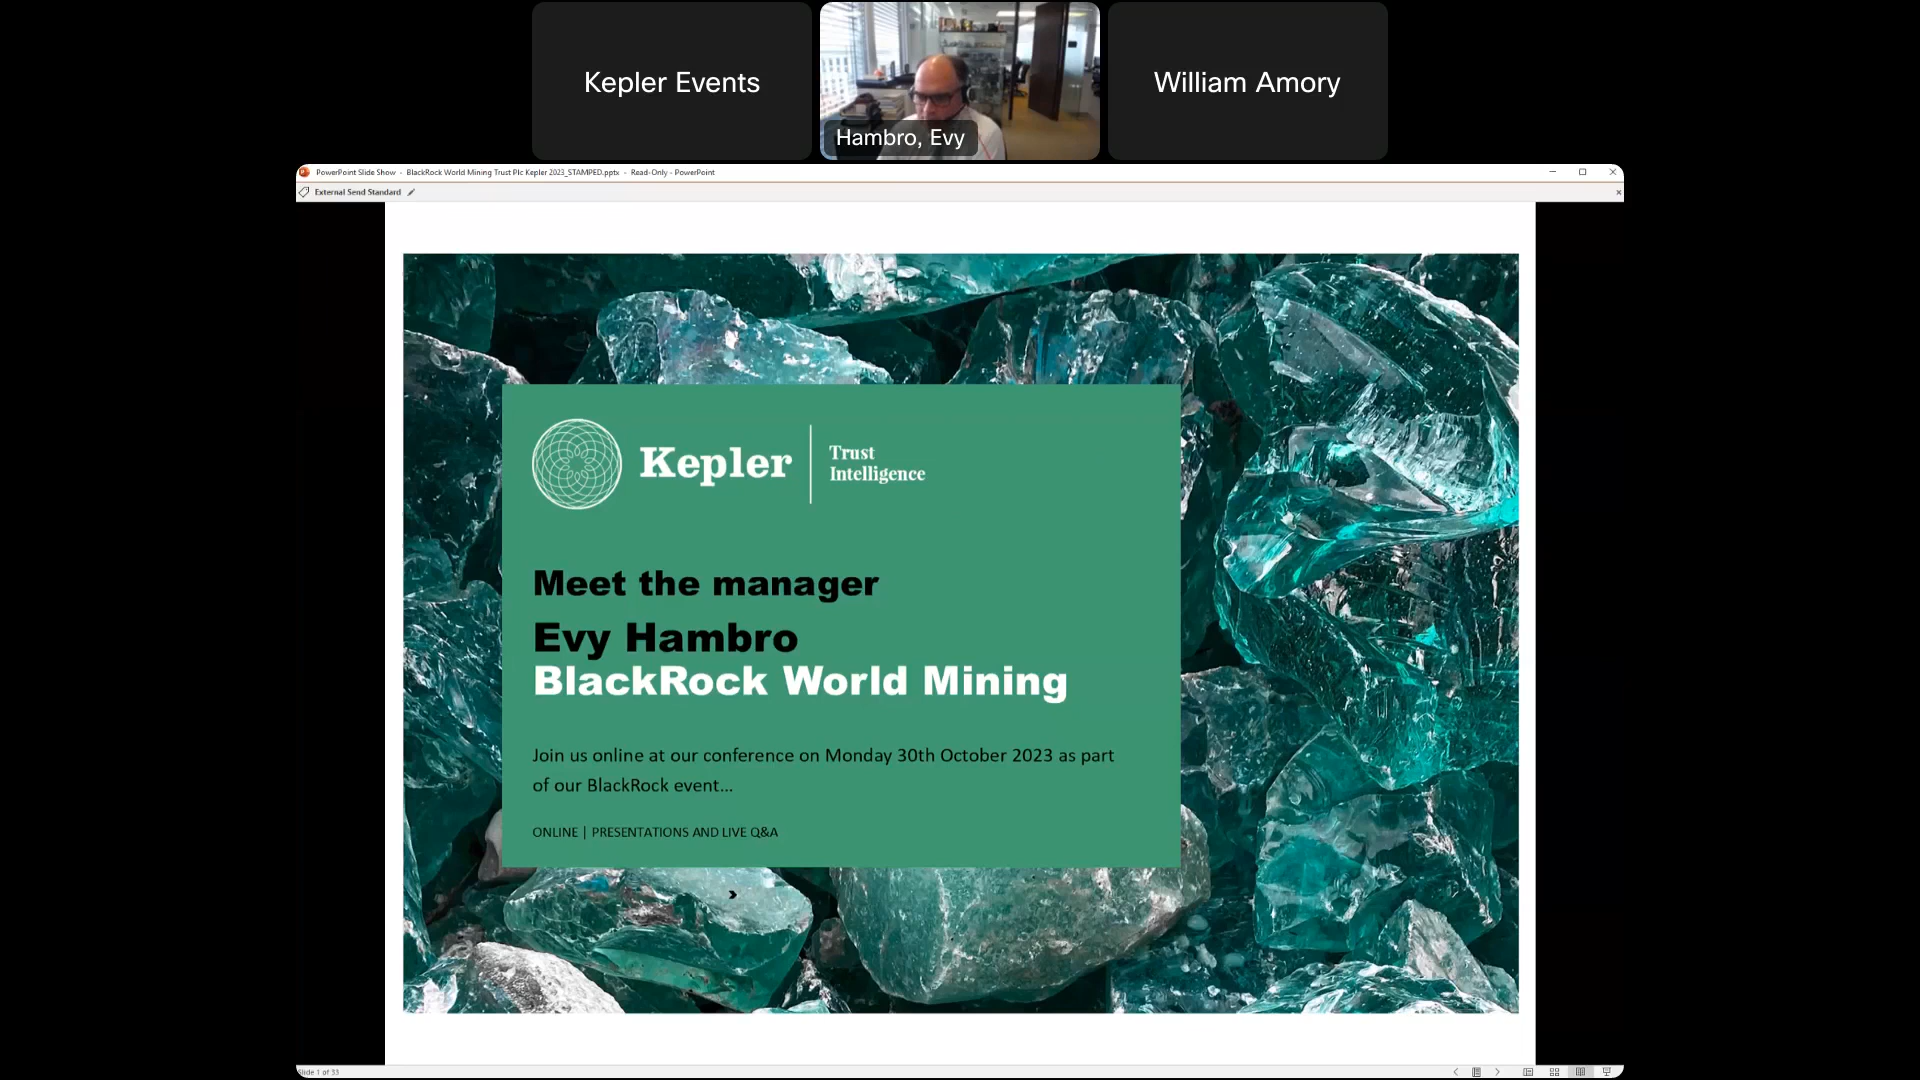 Kepler Events
Hambro, Evy
William Amory
PowerPoint Slide Show - BlackRock World Mining Trust Plc Kepler 2023_STAMPED.pptx - Read-Only - PowerPoint
External Send Standard
Kepler
Trust
Intelligence
Meet the manager
Evy Hambro
BlackRock World Mining
Join us online at our conference on Monday 30th October 2023 as part
of our BlackRock event...
ONLINE | PRESENTATIONS AND LIVE Q&A
Slide 1 of 33